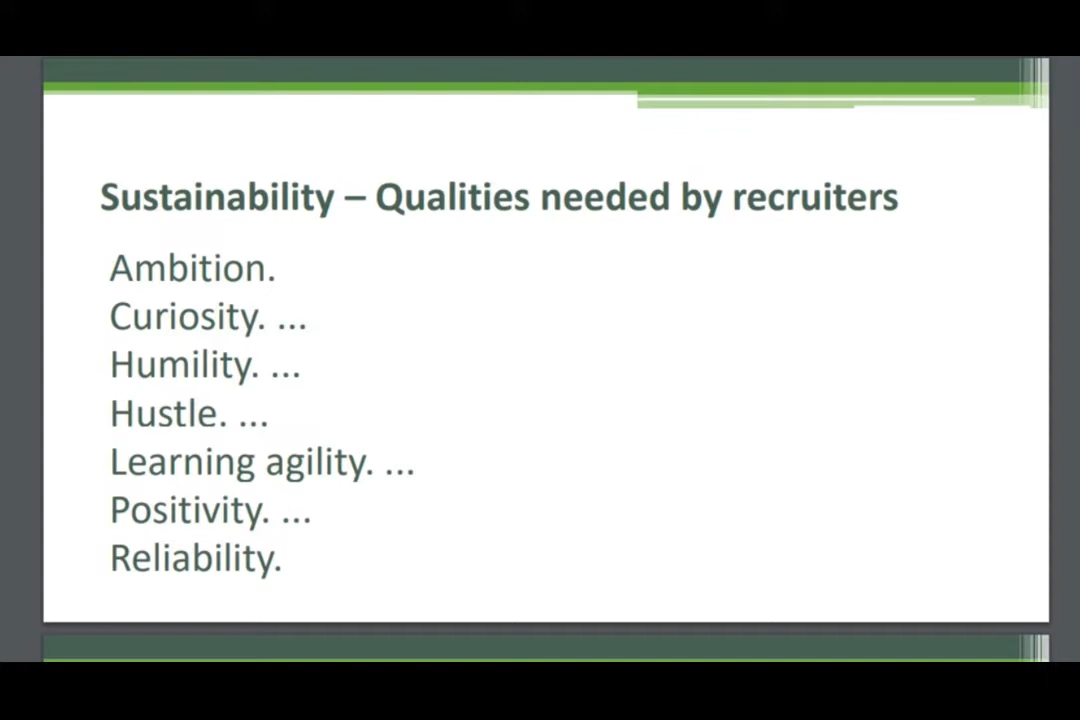 Sustainability – Qualities needed by recruiters
Ambition.
Curiosity. ...
Humility. ...
Hustle. ...
Learning agility. ...
Positivity. ...
Reliability.